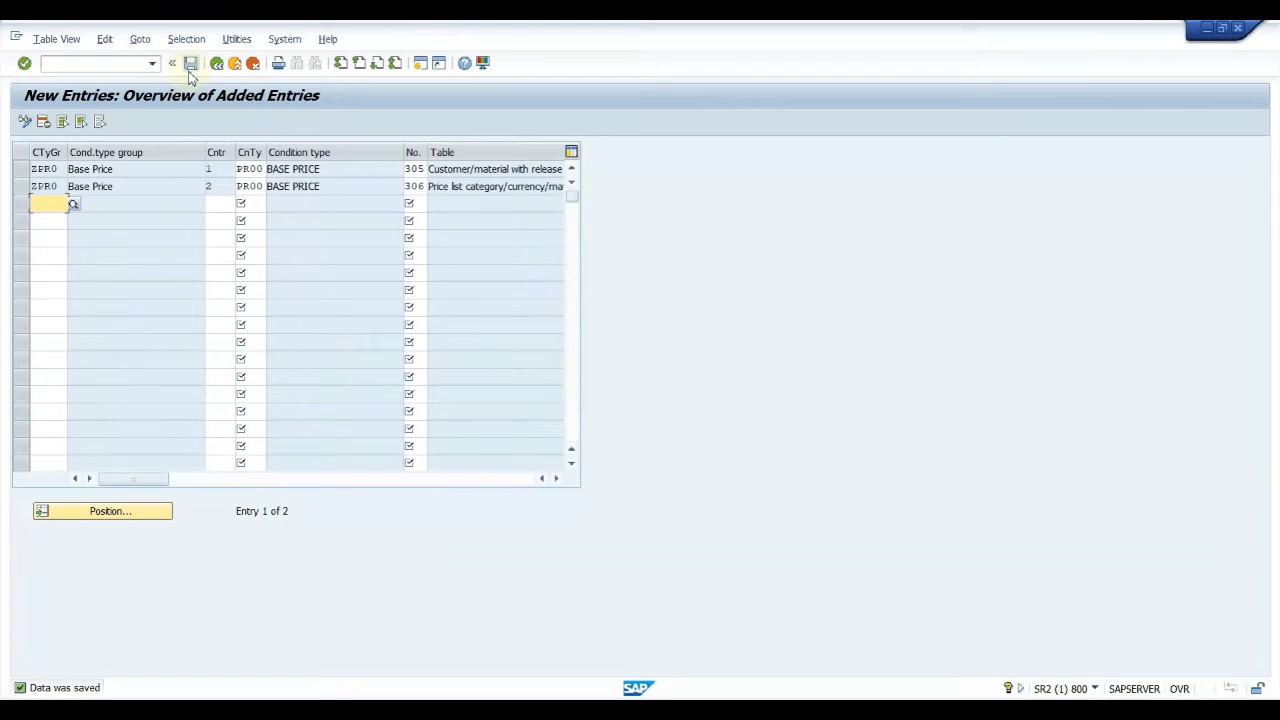 Table View Edit Goto Selection Utilities System Help
New Entries: Overview of Added Entries
CTyGr Cond.type group Cntr CnTy Condition type No. Table
ZPR0 Base Price 1 PR00 BASE PRICE 305 Customer/material with release
ZPR0 Base Price 2 PR00 BASE PRICE 306 Price list category/currency/ma
Position... Entry 1 of 2
Data was saved SAP SR2 (1) 800 SAPSERVER OVR